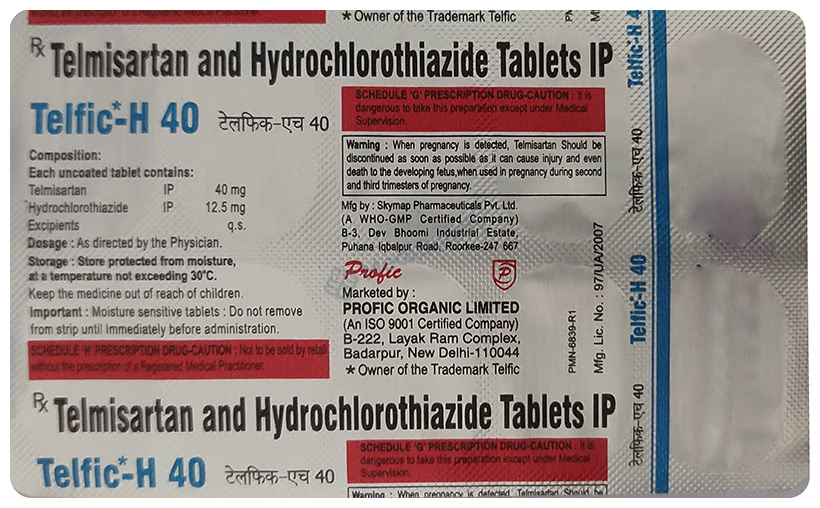 * Owner of the Trademark Telfic
Rx Telmisartan and Hydrochlorothiazide Tablets IP
Telfic*-H 40 टेलफिक-एच 40
Composition:
Each uncoated tablet contains:
Telmisartan IP 40 mg
Hydrochlorothiazide IP 12.5 mg
Excipients q.s.
Dosage : As directed by the Physician.
Storage : Store protected from moisture,
at a temperature not exceeding 30°C.
Keep the medicine out of reach of children.
Important : Moisture sensitive tablets : Do not remove
from strip until Immediately before administration.
SCHEDULE 'H' PRESCRIPTION DRUG-CAUTION : Not to be sold by retail
without the prescription of a Registered Medical Practitioner.
SCHEDULE 'G' PRESCRIPTION DRUG-CAUTION : It is
dangerous to take this preparation except under Medical
Supervision.
Warning : When pregnancy is detected, Telmisartan Should be
discontinued as soon as possible as it can cause injury and even
death to the developing fetus,when used in pregnancy during second
and third trimesters of pregnancy.
Mfg by : Skymap Pharmaceuticals Pvt. Ltd.
(A WHO-GMP Certified Company)
B-3, Dev Bhoomi Industrial Estate,
Puhana Iqbalpur Road, Roorkee-247 667
Profic P
Marketed by :
PROFIC ORGANIC LIMITED
(An ISO 9001 Certified Company)
B-222, Layak Ram Complex,
Badarpur, New Delhi-110044
* Owner of the Trademark Telfic
PMN-6839-R1
Mfg. Lic. No. : 97/UA/2007
Telfic*-H 4
टेलफिक-एच 40
Telfic*-H 40
टेलफिक-एच 40
Rx Telmisartan and Hydrochlorothiazide Tablets IP
Telfic*-H 40 टेलफिक-एच 40
SCHEDULE 'G' PRESCRIPTION DRUG-CAUTION : It is
dangerous to take this preparation except under Medical
Supervision.
Warning : When pregnancy is detected, Telmisartan Should be